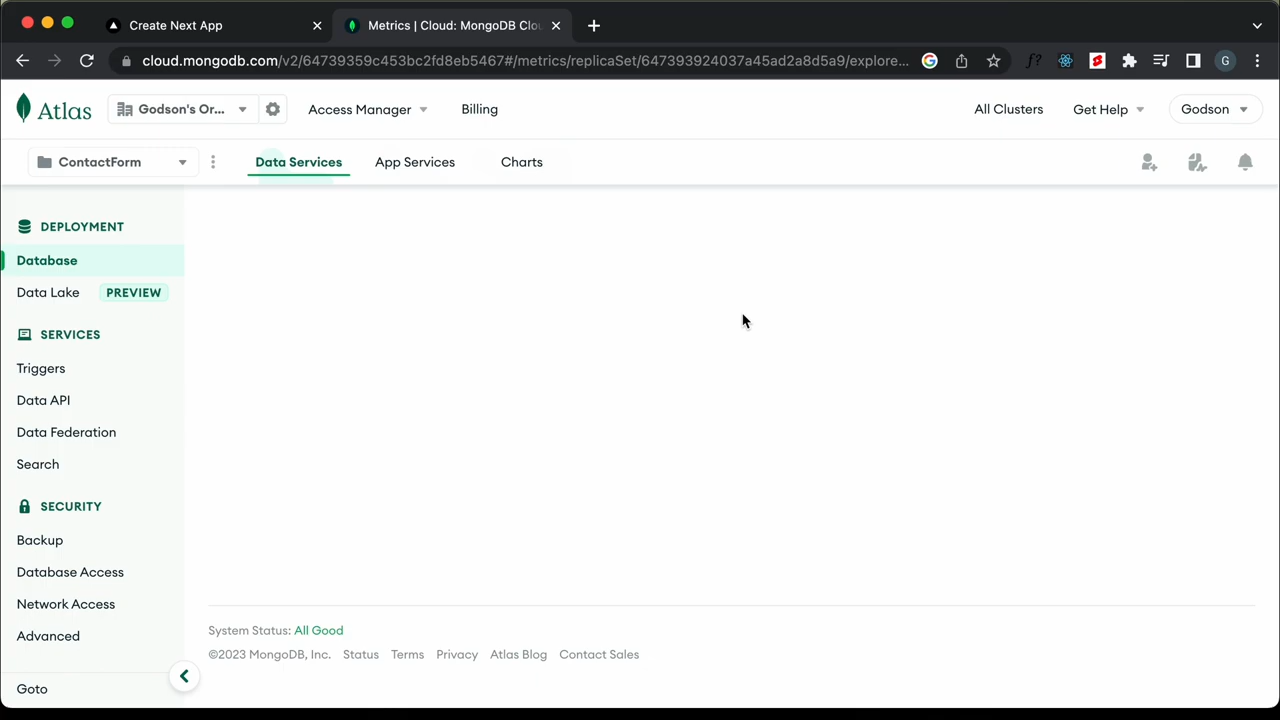 Create Next App
Metrics | Cloud: MongoDB Clou
cloud.mongodb.com/v2/64739359c453bc2fd8eb5467#/metrics/replicaSet/647393924037a45ad2a8d5a9/explore...
G
Atlas
Godson's Or...
Access Manager
Billing
All Clusters
Get Help
Godson
ContactForm
Data Services
App Services
Charts
DEPLOYMENT
Database
Data Lake PREVIEW
SERVICES
Triggers
Data API
Data Federation
Search
SECURITY
Backup
Database Access
Network Access
Advanced
Goto
System Status: All Good
©2023 MongoDB, Inc. Status Terms Privacy Atlas Blog Contact Sales